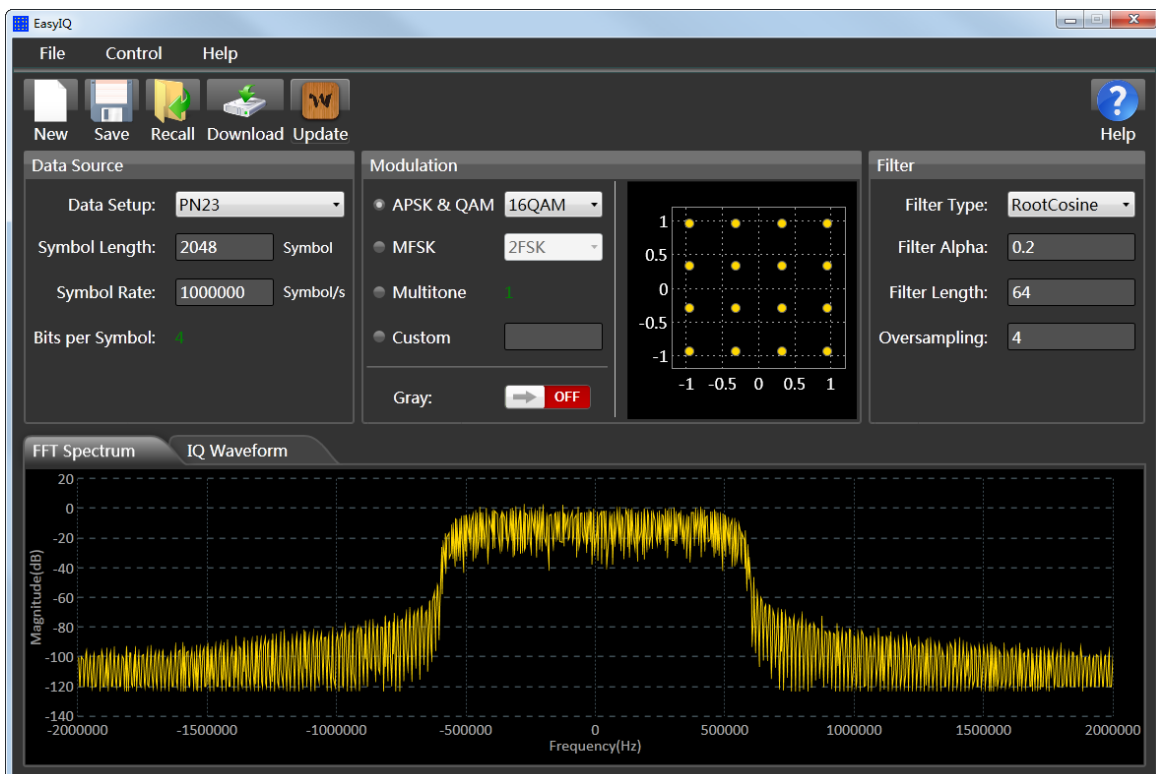 EasyIQ
File Control Help
New Save Recall Download Update Help
Data Source
Data Setup: PN23
Symbol Length: 2048 Symbol
Symbol Rate: 1000000 Symbol/s
Bits per Symbol: 4
Modulation
APSK & QAM 16QAM
MFSK 2FSK
Multitone 1
Custom
Gray: OFF
1
0.5
0
-0.5
-1
-1 -0.5 0 0.5 1
Filter
Filter Type: RootCosine
Filter Alpha: 0.2
Filter Length: 64
Oversampling: 4
FFT Spectrum IQ Waveform
Magnitude(dB)
20
0
-20
-40
-60
-80
-100
-120
-140
-2000000 -1500000 -1000000 -500000 0 500000 1000000 1500000 2000000
Frequency(Hz)